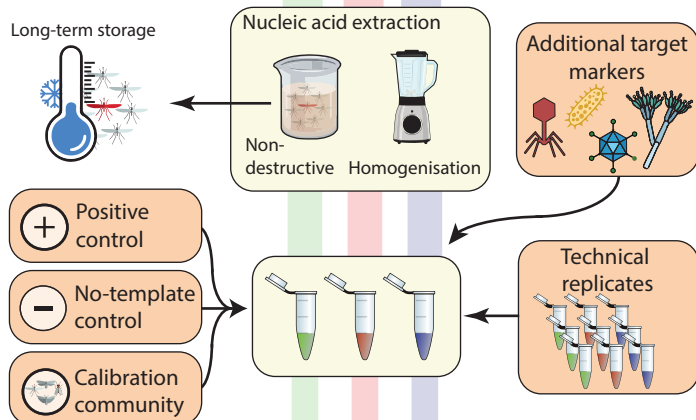 Long-term storage
Nucleic acid extraction
Non-
destructive
Homogenisation
Additional target
markers
Positive
control
No-template
control
Calibration
community
Technical
replicates